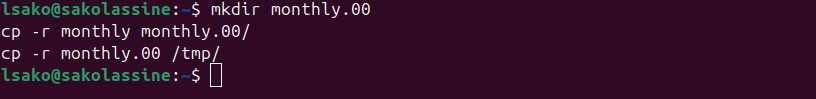 lsako@sakolassine:~$ mkdir monthly.00
cp -r monthly monthly.00/
cp -r monthly.00 /tmp/
lsako@sakolassine:~$